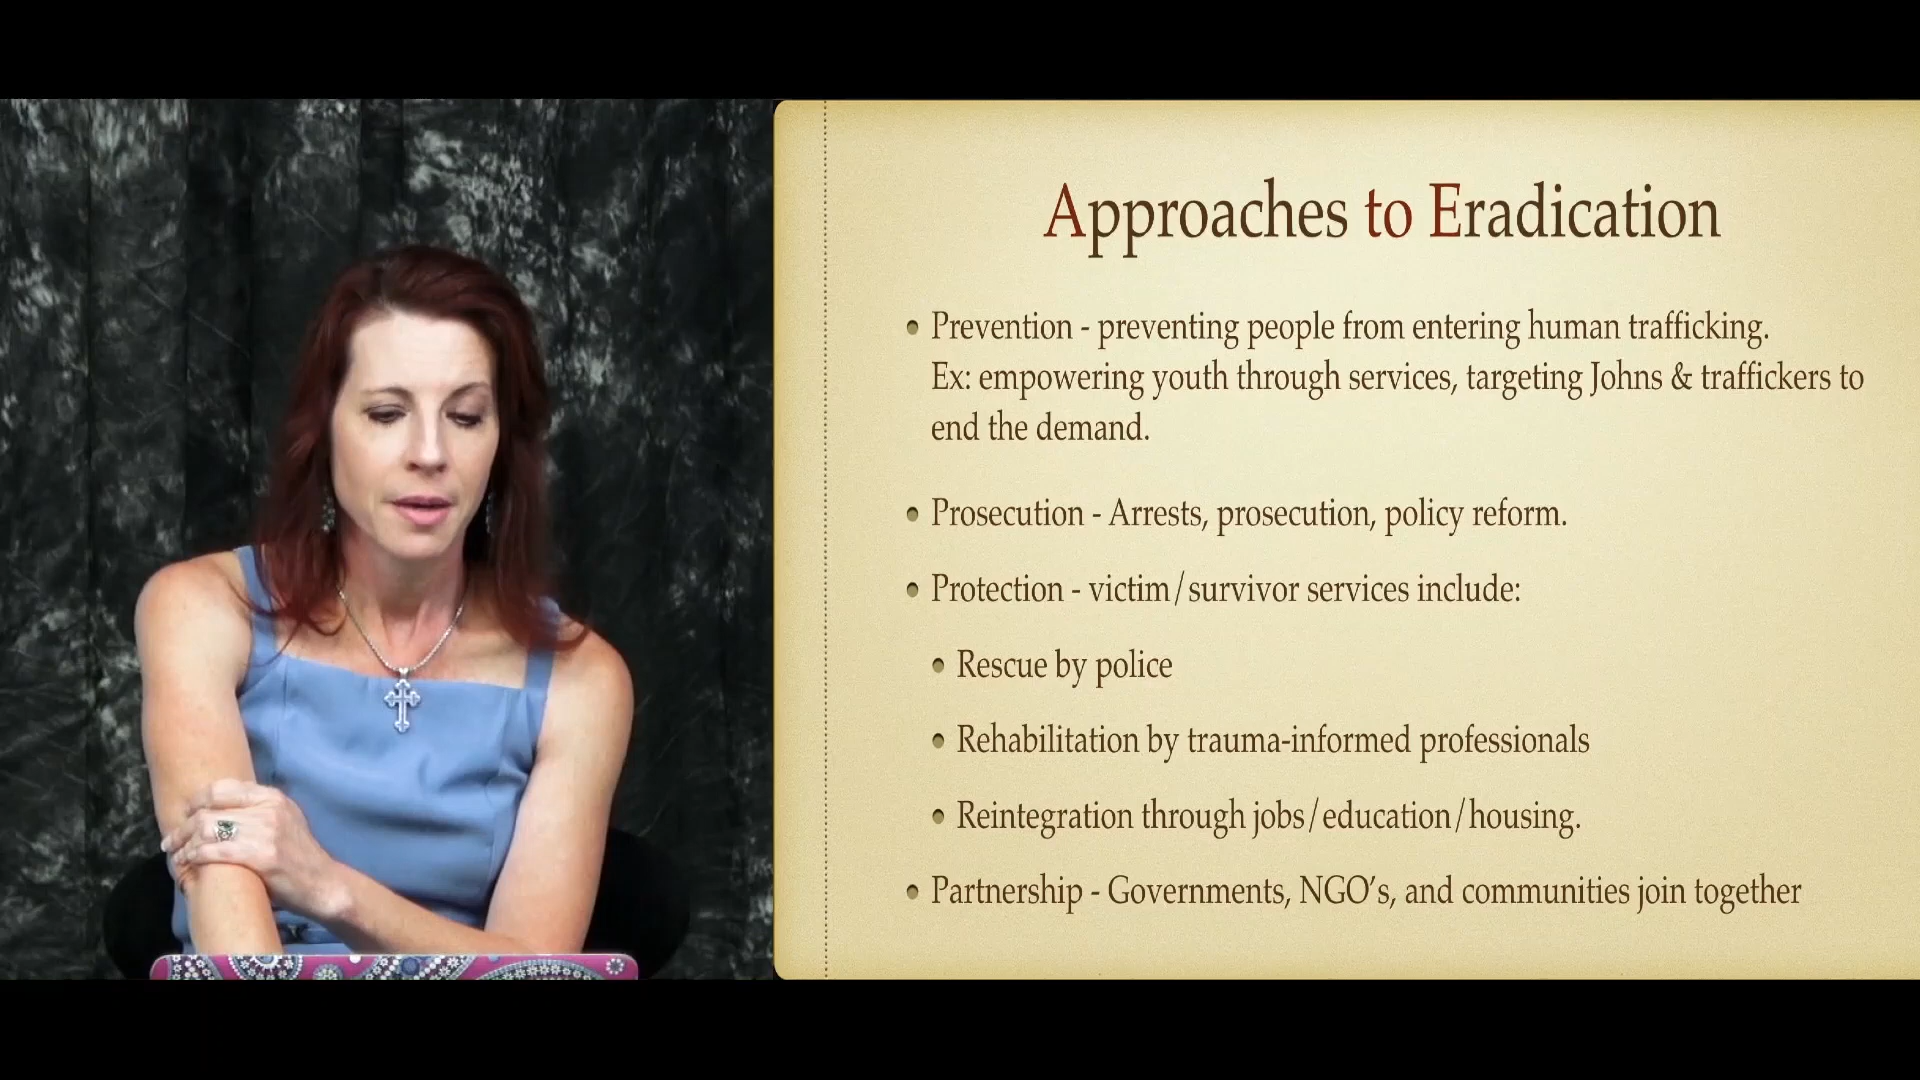 Approaches to Eradication
Prevention - preventing people from entering human trafficking.
Ex: empowering youth through services, targeting Johns & traffickers to
end the demand.
Prosecution - Arrests, prosecution, policy reform.
Protection - victim/survivor services include:
Rescue by police
Rehabilitation by trauma-informed professionals
Reintegration through jobs/education/housing.
Partnership - Governments, NGO’s, and communities join together